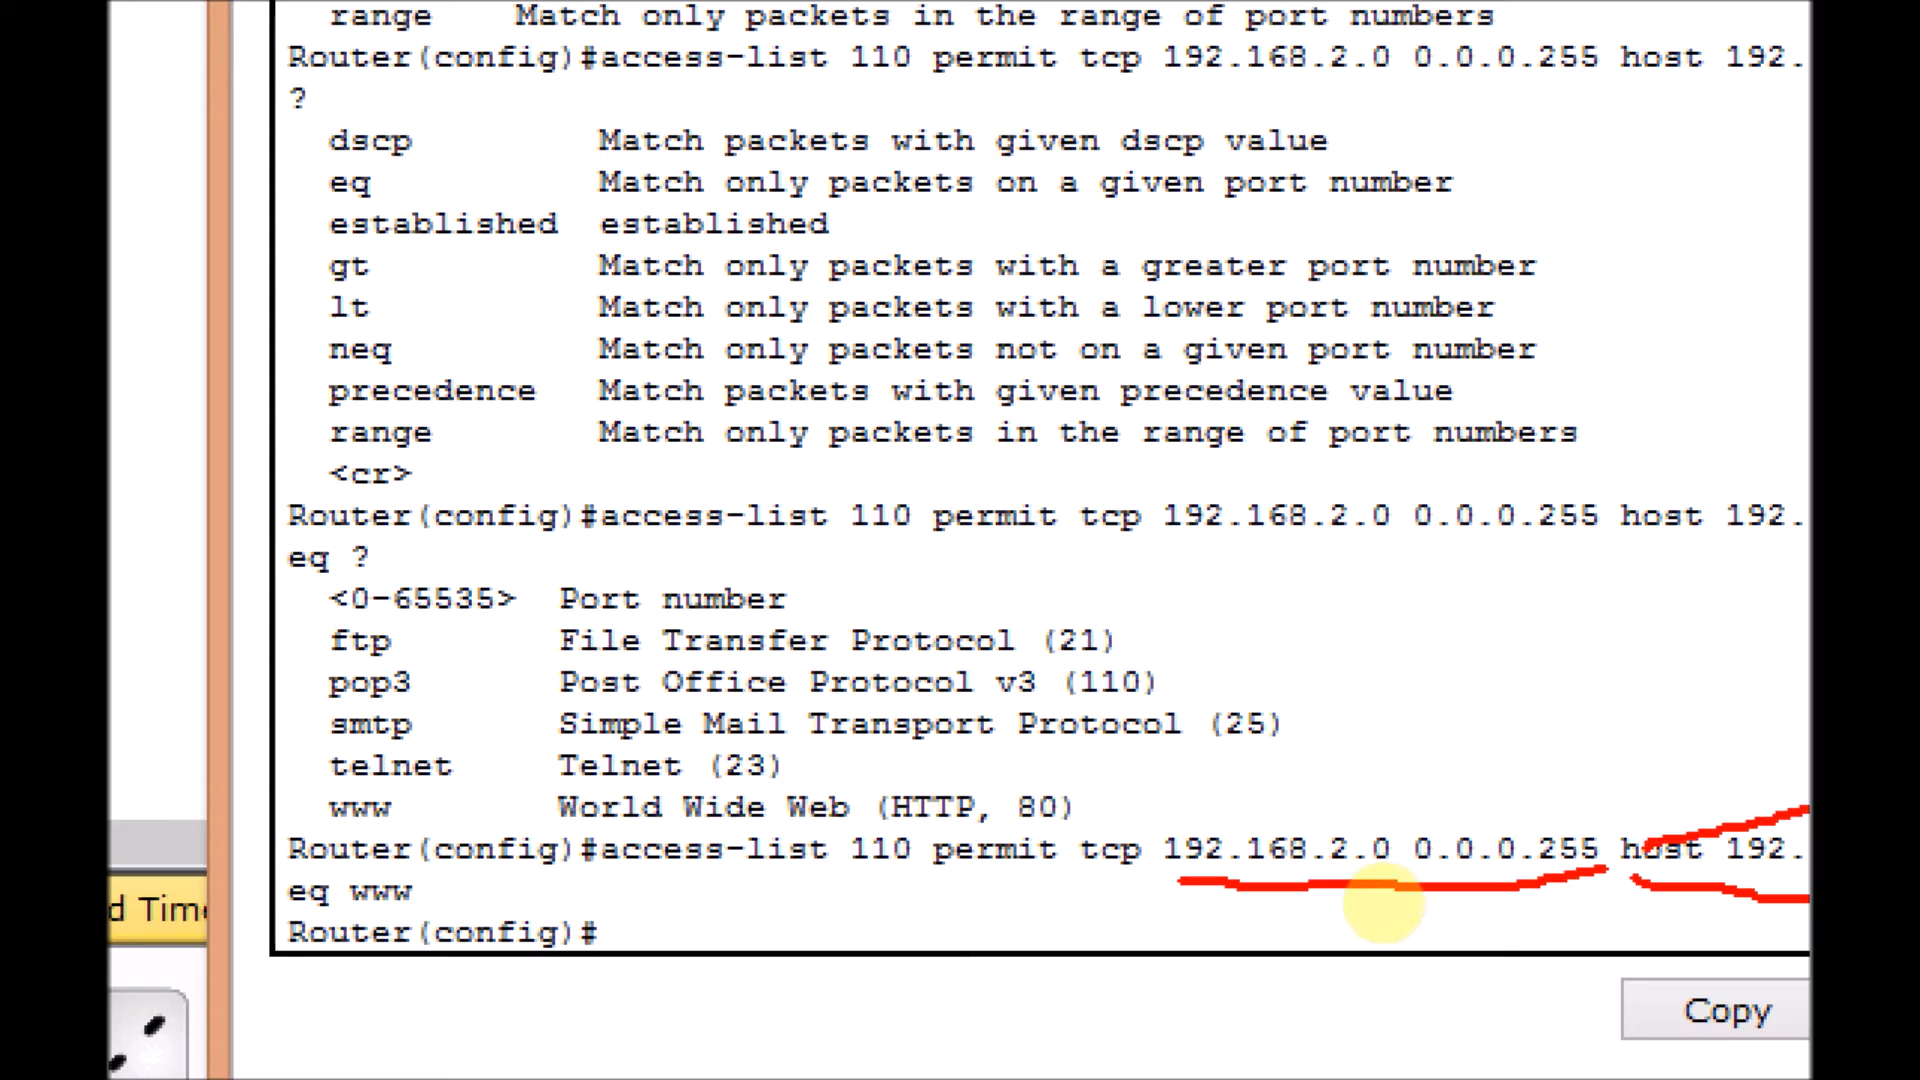 range Match only packets in the range of port numbers
Router(config)#access-list 110 permit tcp 192.168.2.0 0.0.0.255 host 192.
?
dscp Match packets with given dscp value
eq Match only packets on a given port number
established established
gt Match only packets with a greater port number
lt Match only packets with a lower port number
neq Match only packets not on a given port number
precedence Match packets with given precedence value
range Match only packets in the range of port numbers
<cr>
Router(config)#access-list 110 permit tcp 192.168.2.0 0.0.0.255 host 192.
eq ?
<0-65535> Port number
ftp File Transfer Protocol (21)
pop3 Post Office Protocol v3 (110)
smtp Simple Mail Transport Protocol (25)
telnet Telnet (23)
www World Wide Web (HTTP, 80)
Router(config)#access-list 110 permit tcp 192.168.2.0 0.0.0.255 host 192.
eq www
Router(config)#
d Time
Copy